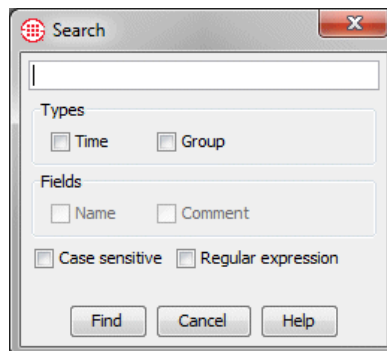 Search
Types
Time Group
Fields
Name Comment
Case sensitive Regular expression
Find Cancel Help